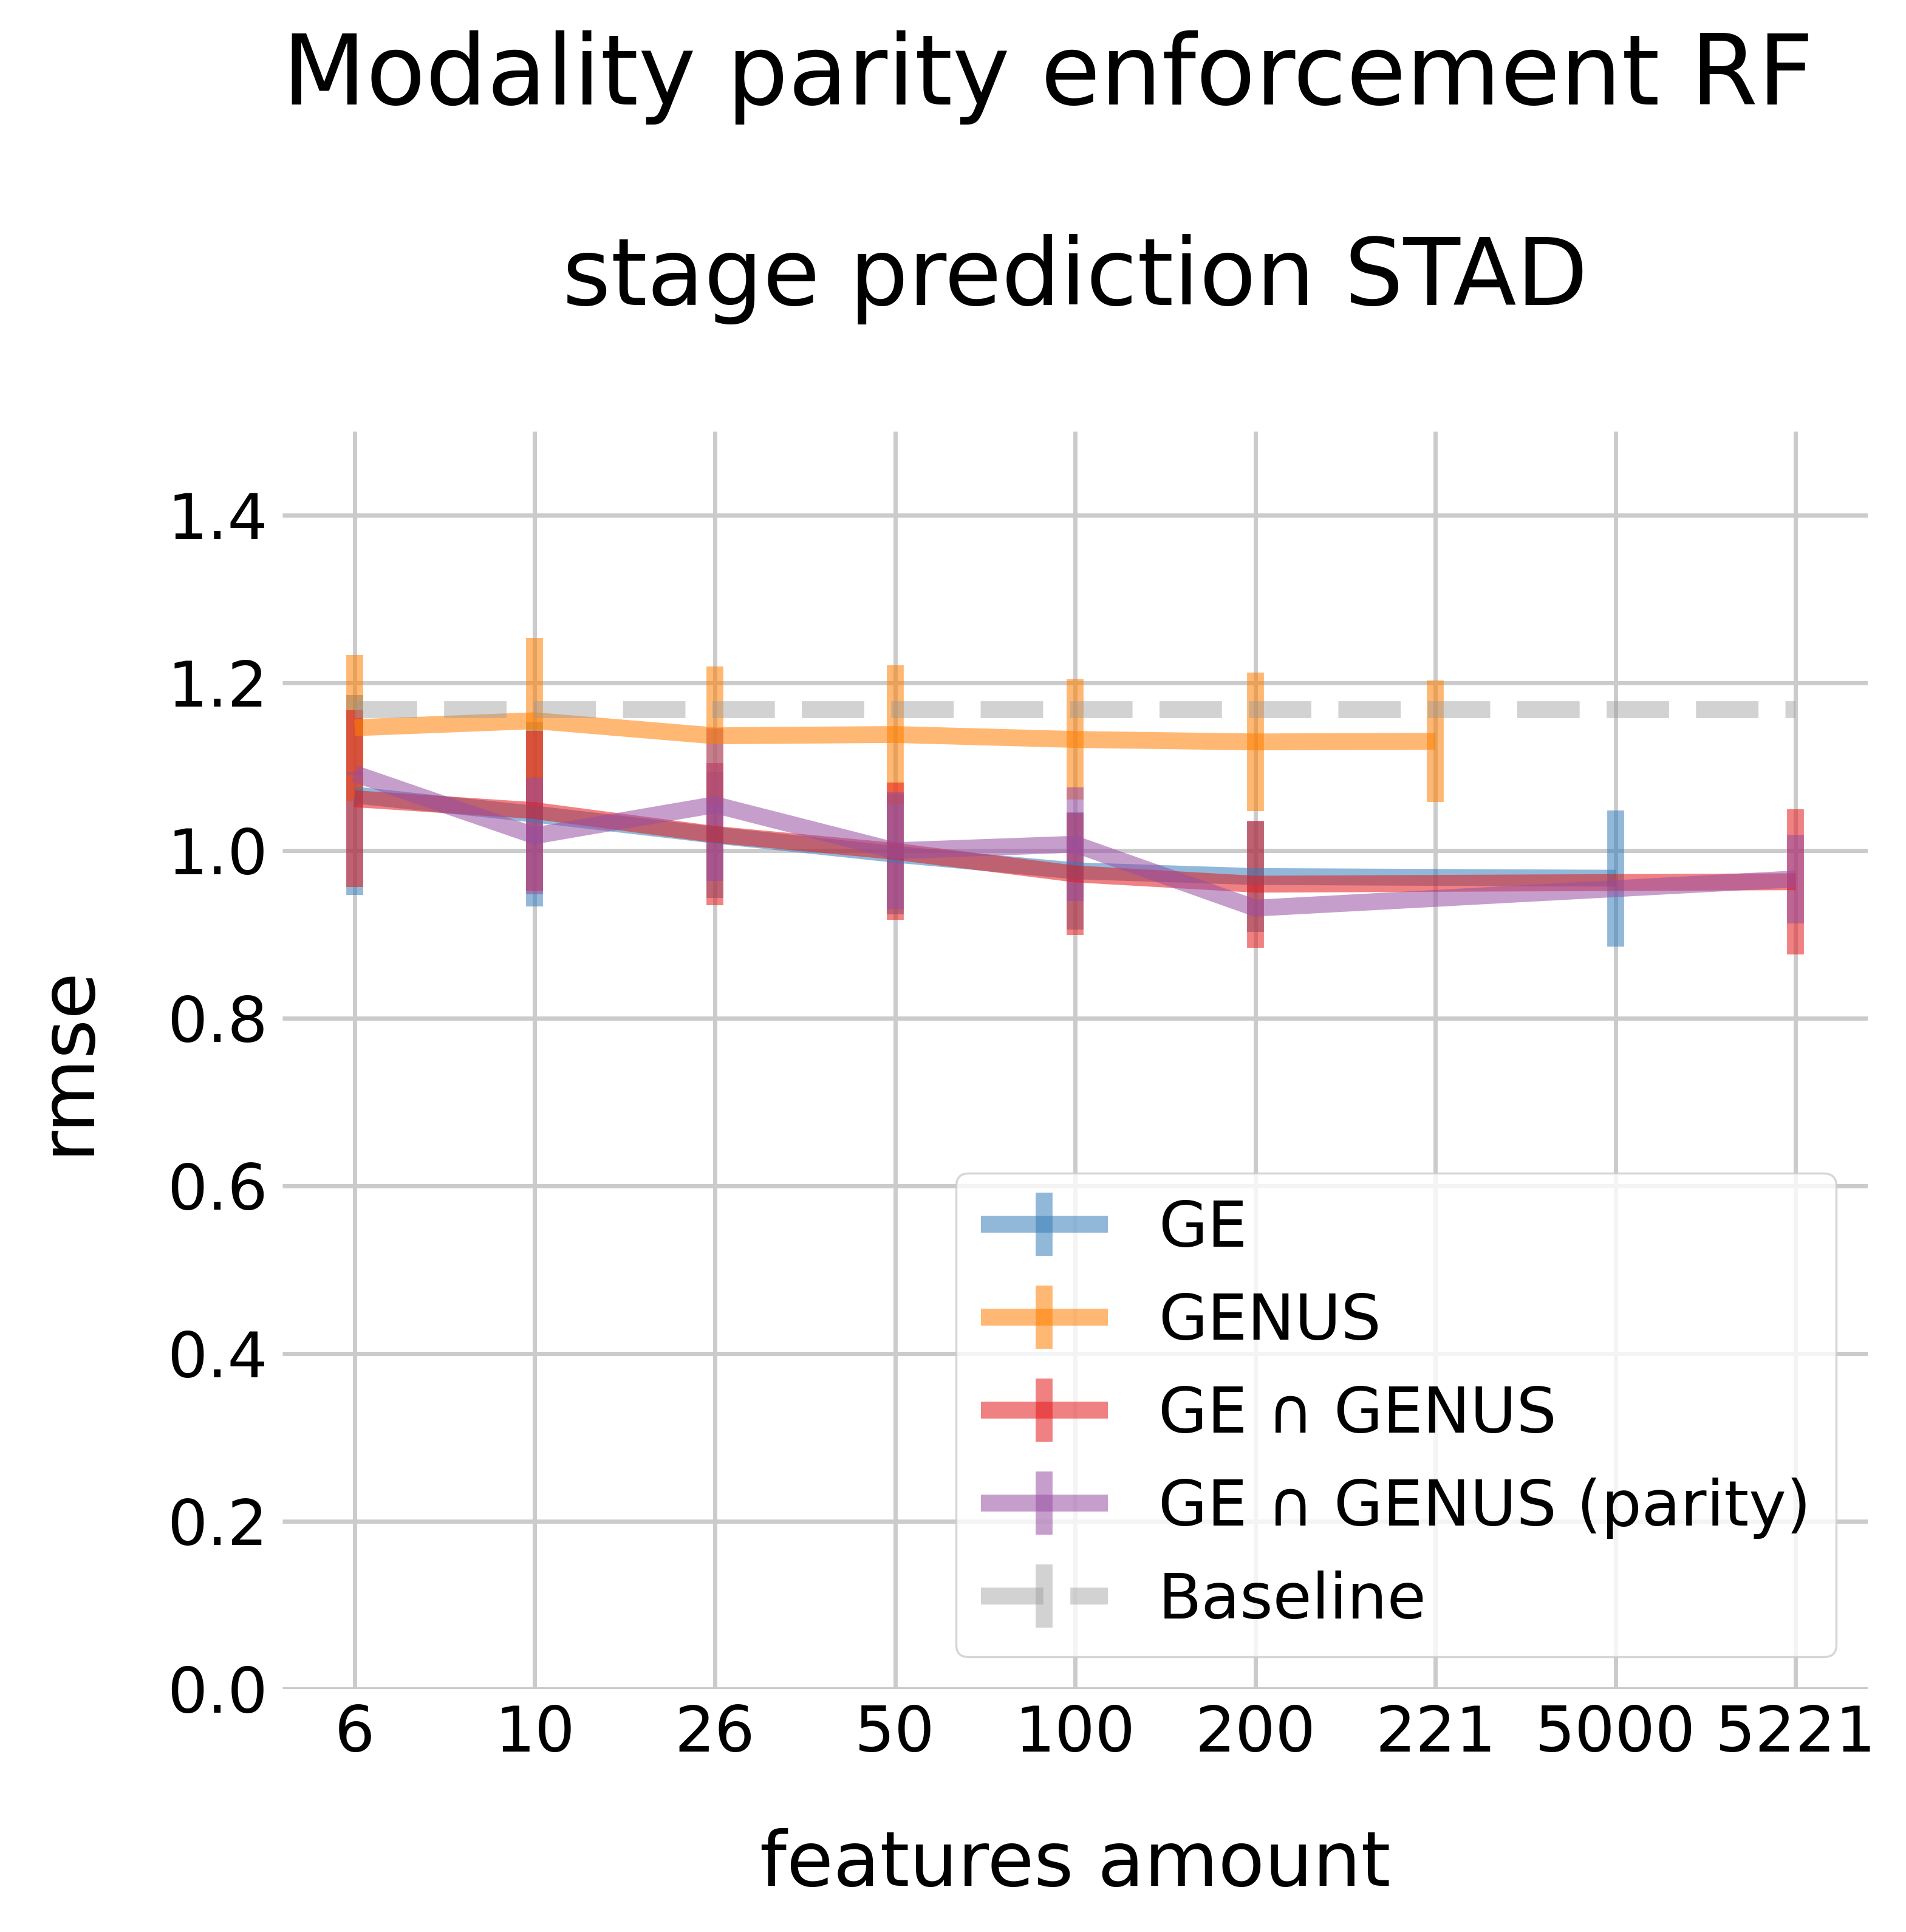 Modality parity enforcement RF
stage prediction STAD
1.4
1.2
1.0
0.8
0.6
0.4
0.2
0.0
rmse
GE
GENUS
GE ∩ GENUS
GE ∩ GENUS (parity)
Baseline
6 10 26 50 100 200 221 5000 5221
features amount